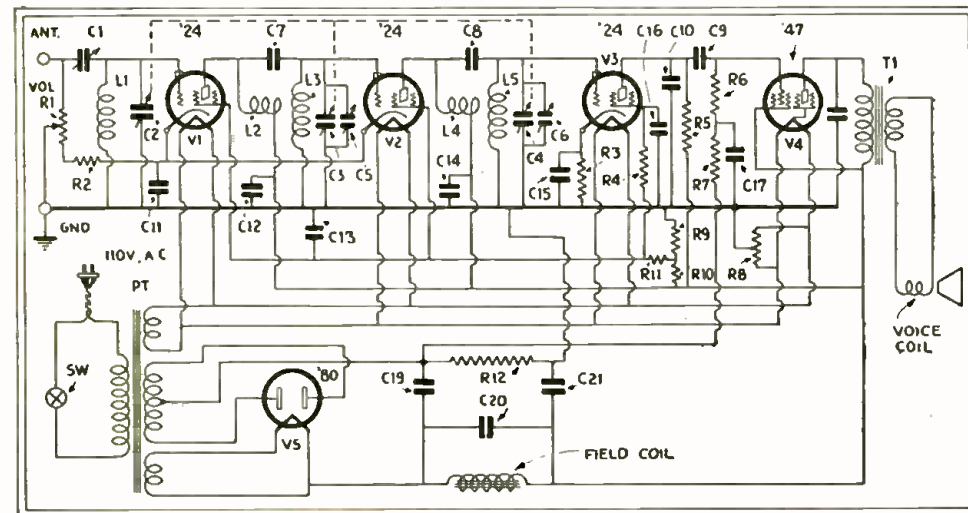 ANT. C1 '24 C7 '24 C8 '24 C16 C10 C9 '47
VOL R1 L1 L3 L5 V3 R6 T1
C2 V1 L2 V2 L4 C6 R5 V4
R2 C3 C5 C4 R3 R7
C14 C15 R4 C17
C11 C12
GND C13 R9
110V, AC R11 R10 R8
PT
VOICE
COIL
SW '80 C19 R12 C21
C20
V5 FIELD COIL